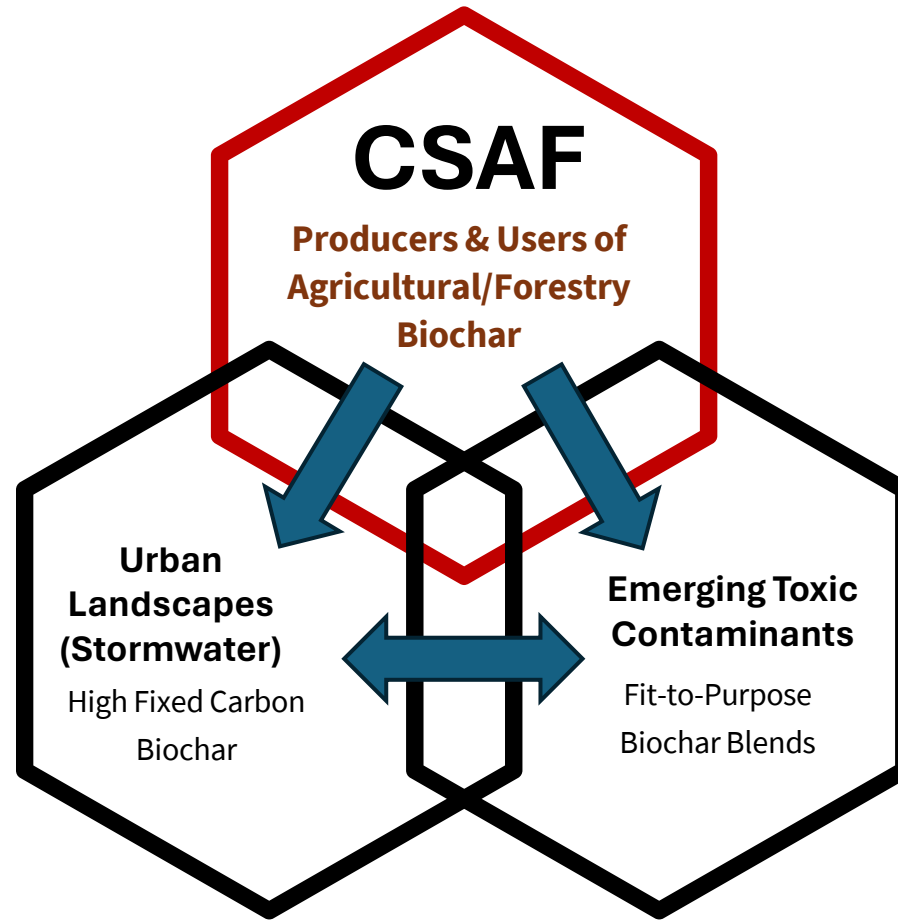 CSAF
Producers & Users of
Agricultural/Forestry
Biochar
Urban
Landscapes
(Stormwater)
High Fixed Carbon
Biochar
Emerging Toxic
Contaminants
Fit-to-Purpose
Biochar Blends